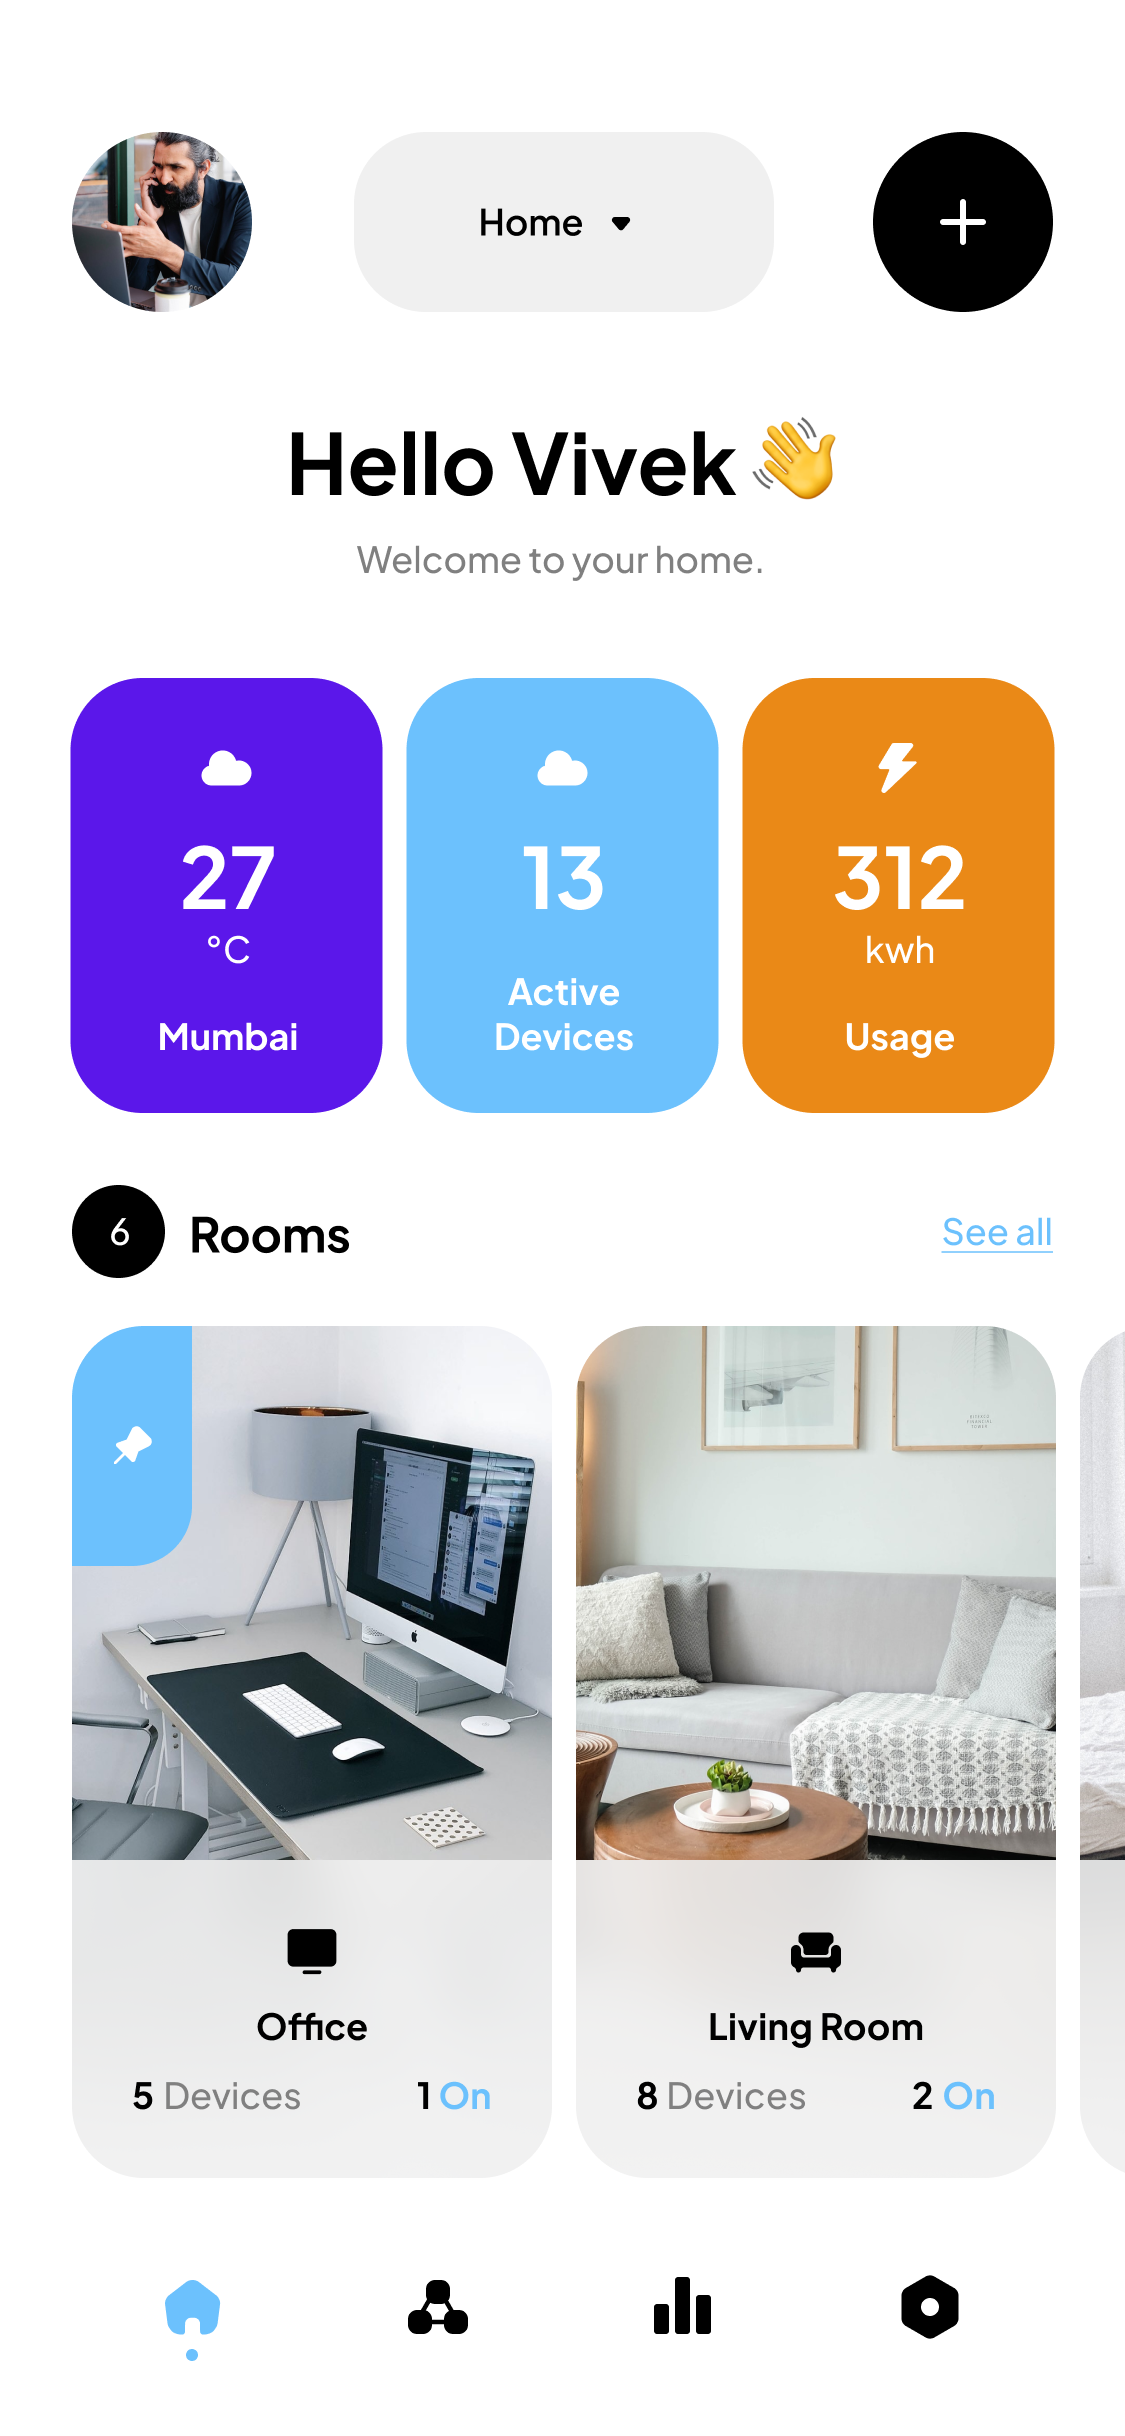 Home
Hello Vivek 👋
Welcome to your home.
27
°C
Mumbai
13
Active
Devices
312
kwh
Usage
6 Rooms
See all
Office
5 Devices 1 On
Living Room
8 Devices 2 On